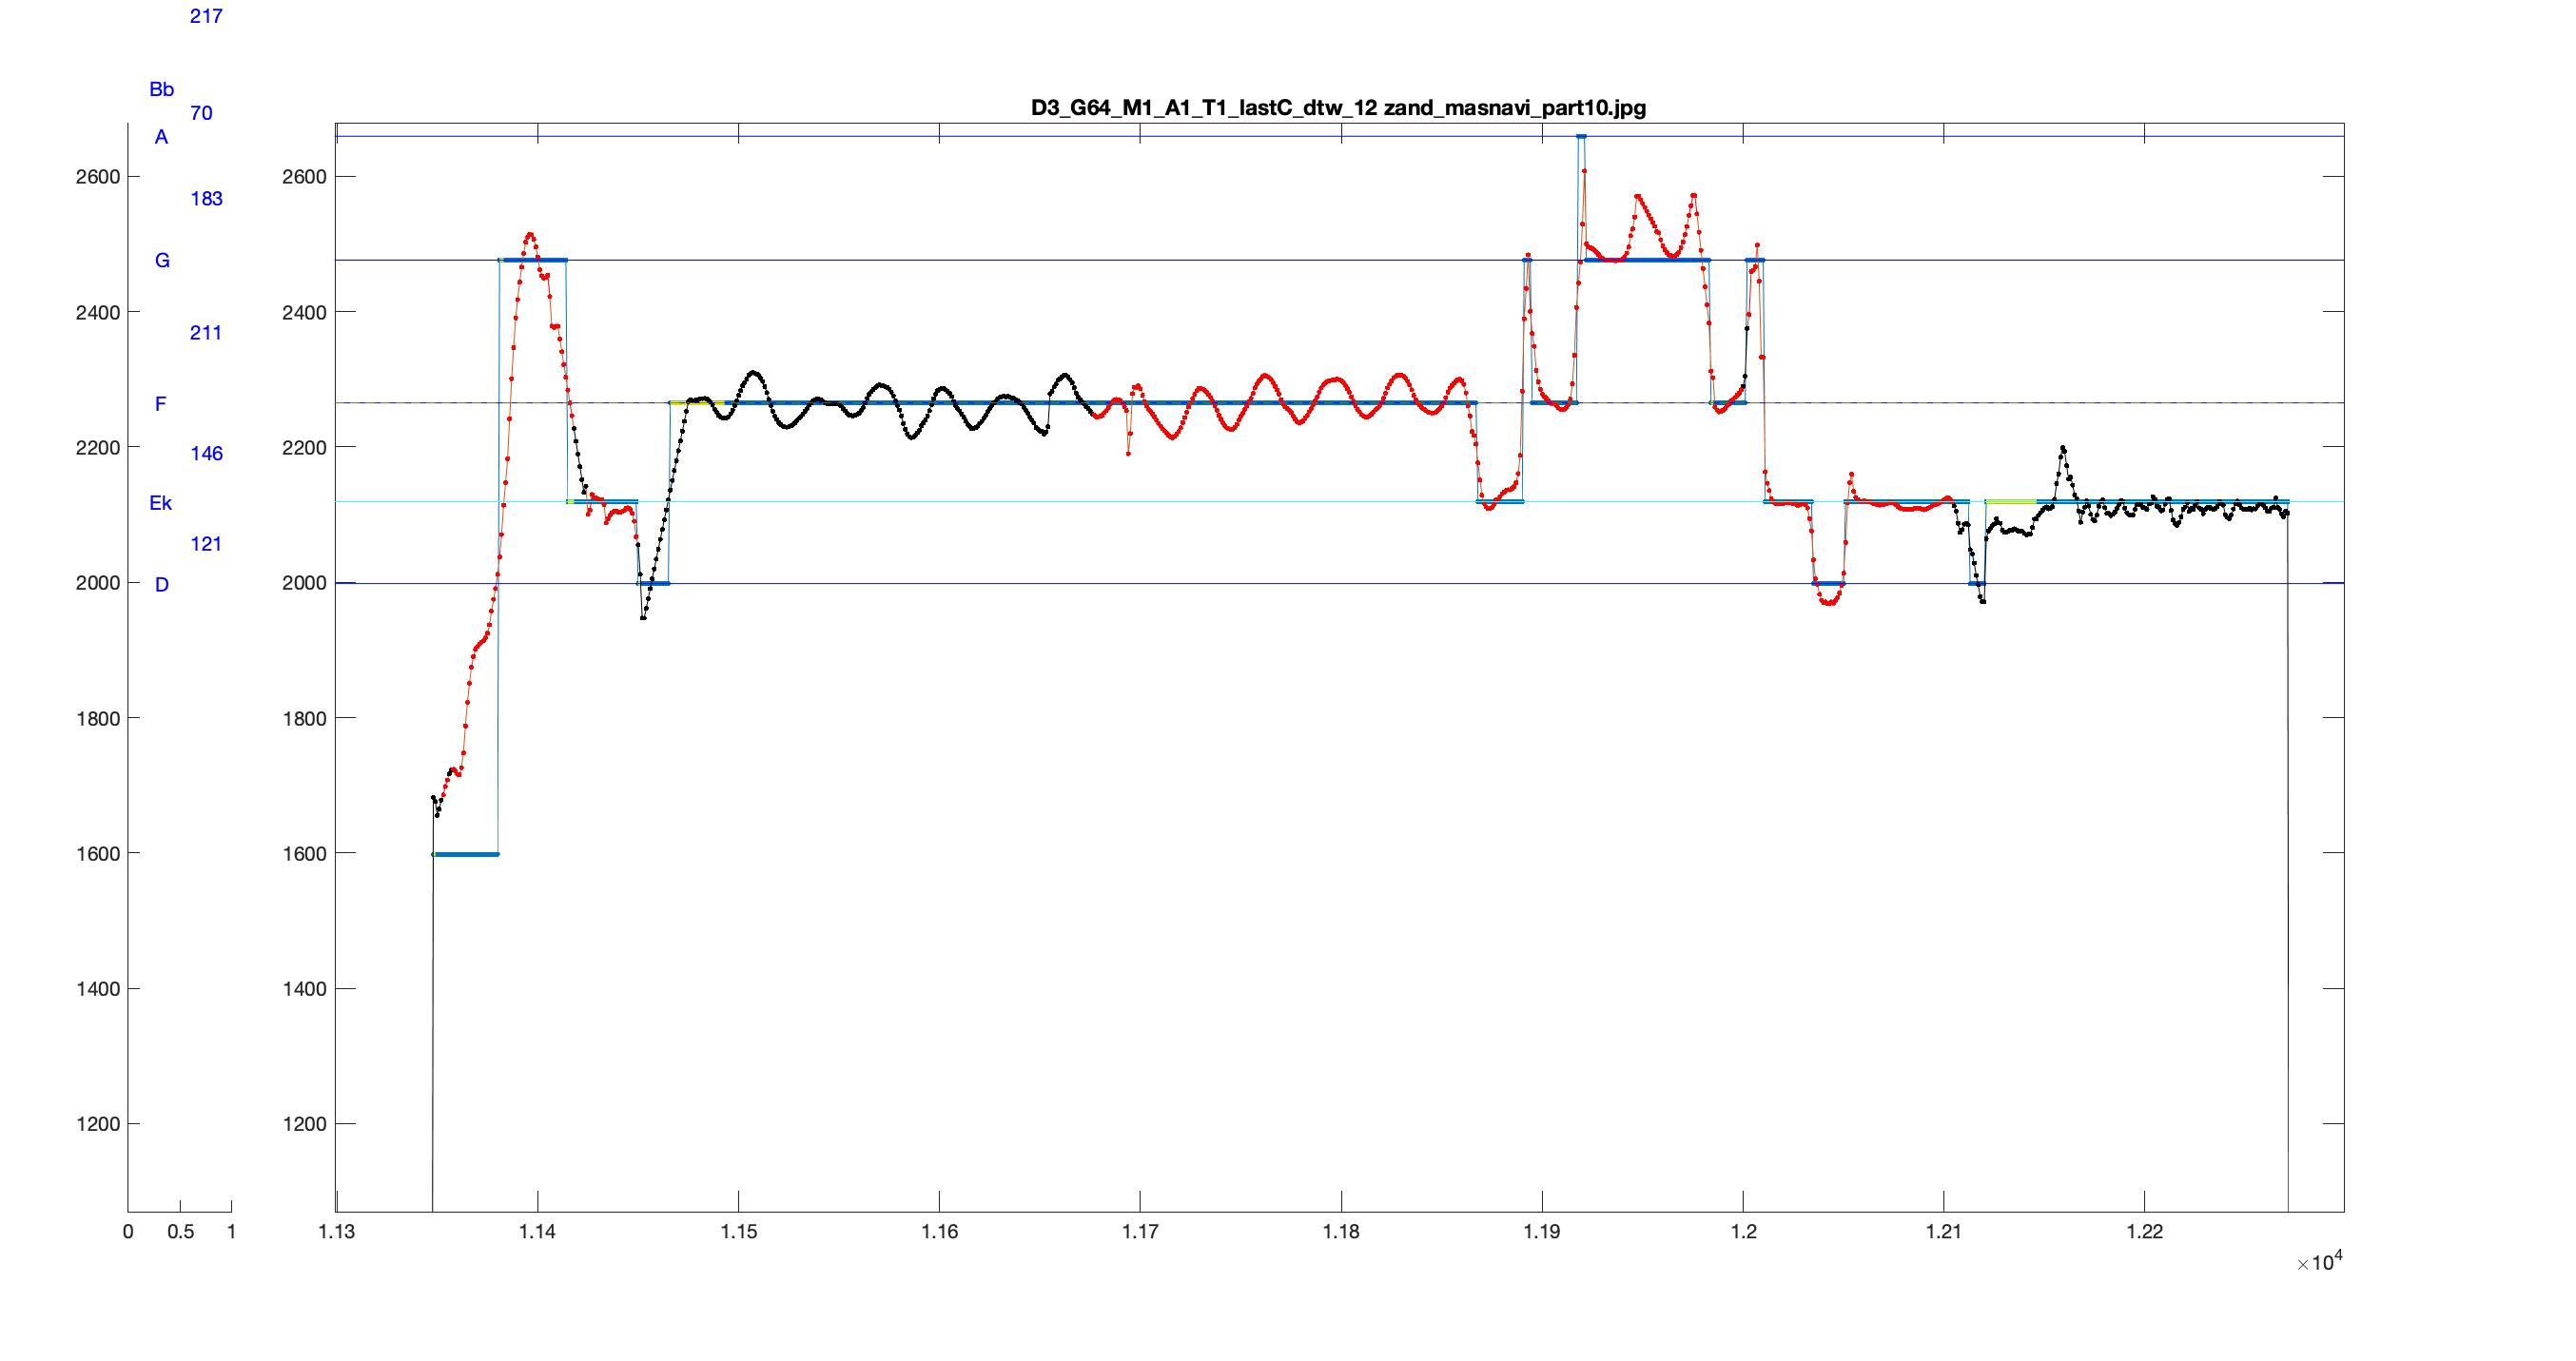 217
Bb
70
D3_G64_M1_A1_T1_lastC_dtw_12 zand_masnavi_part10.jpg
A
2600 2600
183
G
2400 2400
211
F
2200 2200
146
Ek
121
2000 D 2000
1800 1800
1600 1600
1400 1400
1200 1200
0 0.5 1 1.13 1.14 1.15 1.16 1.17 1.18 1.19 1.2 1.21 1.22
×10^4